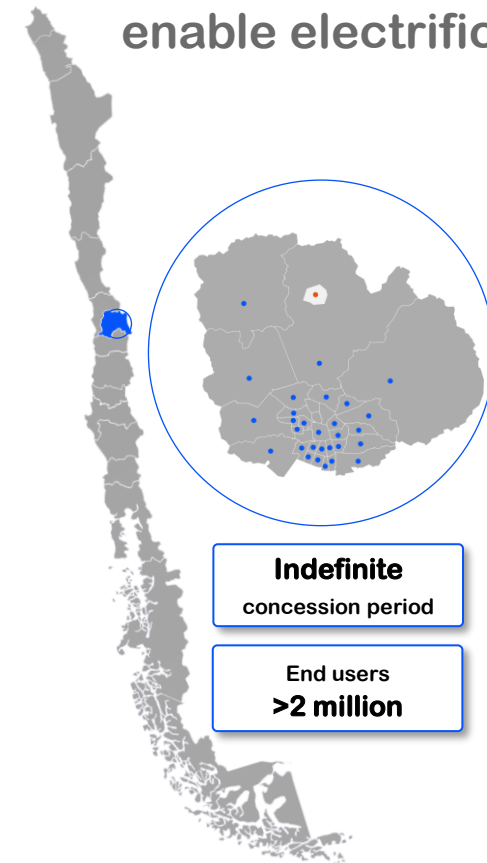 enable electrific
Indefinite
concession period
End users
>2 million